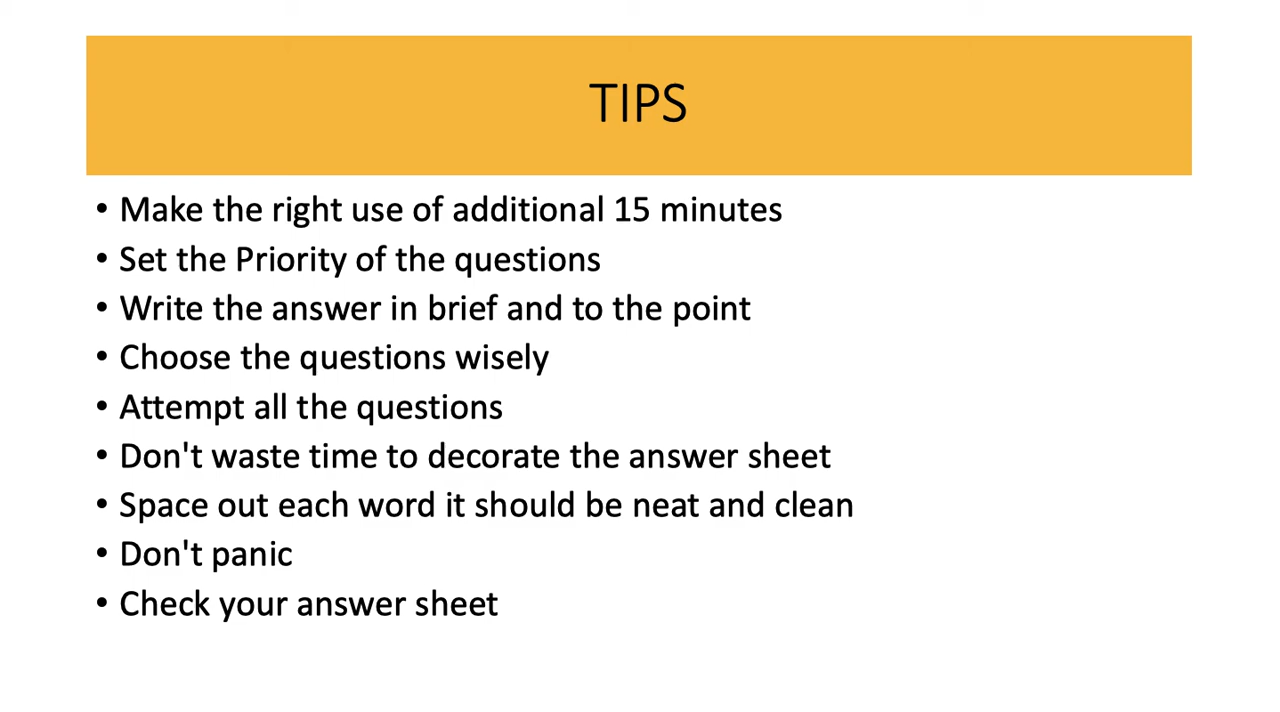 TIPS
• Make the right use of additional 15 minutes
• Set the Priority of the questions
• Write the answer in brief and to the point
• Choose the questions wisely
• Attempt all the questions
• Don't waste time to decorate the answer sheet
• Space out each word it should be neat and clean
• Don't panic
• Check your answer sheet